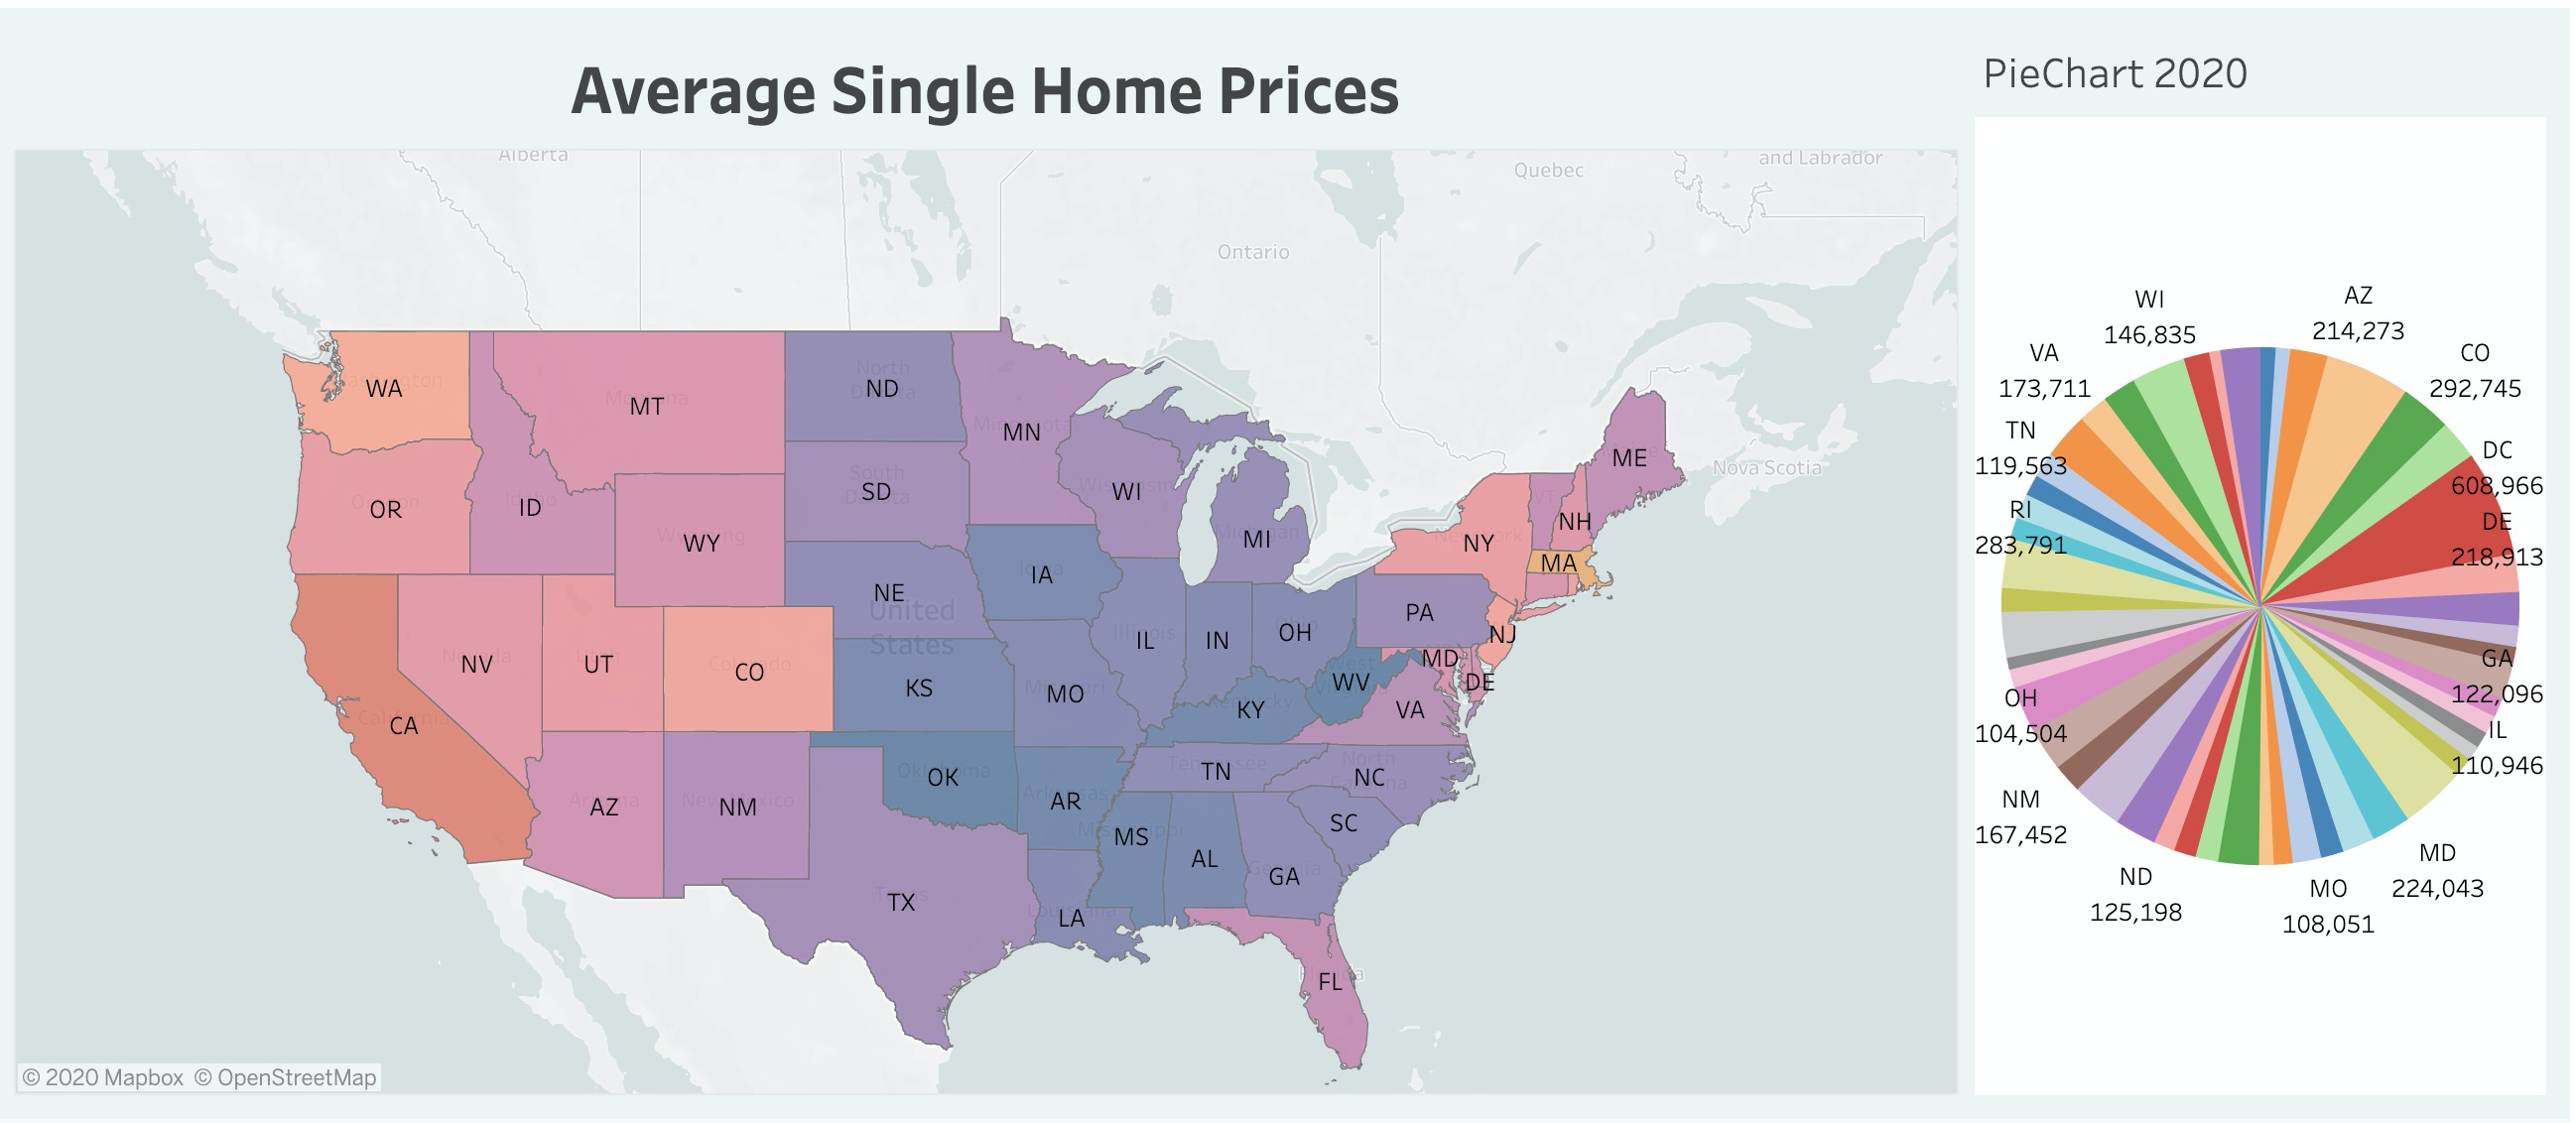 Average Single Home Prices
PieChart 2020
Alberta
Quebec
and Labrador
Ontario
Nova Scotia
United
States
WA
MT
ND
MN
OR
ID
WY
SD
WI
MI
ME
NH
NY
MA
IA
NE
PA
NJ
NV
UT
CO
IL
IN
OH
MD
DE
KS
MO
WV
KY
VA
CA
AZ
NM
OK
AR
TN
NC
MS
AL
SC
GA
TX
LA
FL
VT
© 2020 Mapbox © OpenStreetMap
WI
146,835
AZ
214,273
VA
173,711
CO
292,745
TN
119,563
DC
608,966
RI
283,791
DE
218,913
GA
122,096
OH
104,504
IL
110,946
NM
167,452
MD
224,043
ND
125,198
MO
108,051